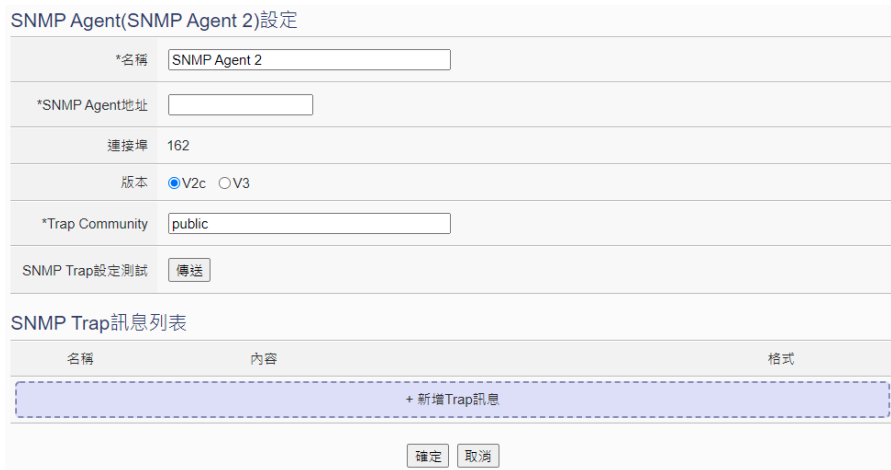 SNMP Agent(SNMP Agent 2)設定
*名稱 SNMP Agent 2
*SNMP Agent地址
連接埠 162
版本 V2c V3
*Trap Community public
SNMP Trap設定測試 傳送
SNMP Trap訊息列表
名稱 內容 格式
+ 新增Trap訊息
確定 取消